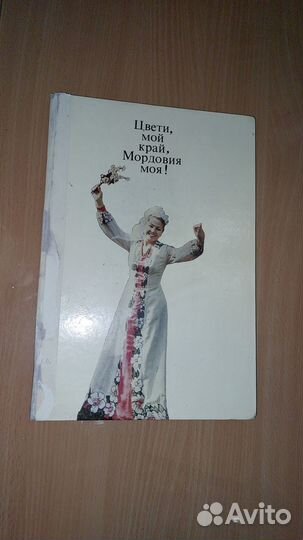 Цвети,
мой
край,
Мордовия
моя!
Avito